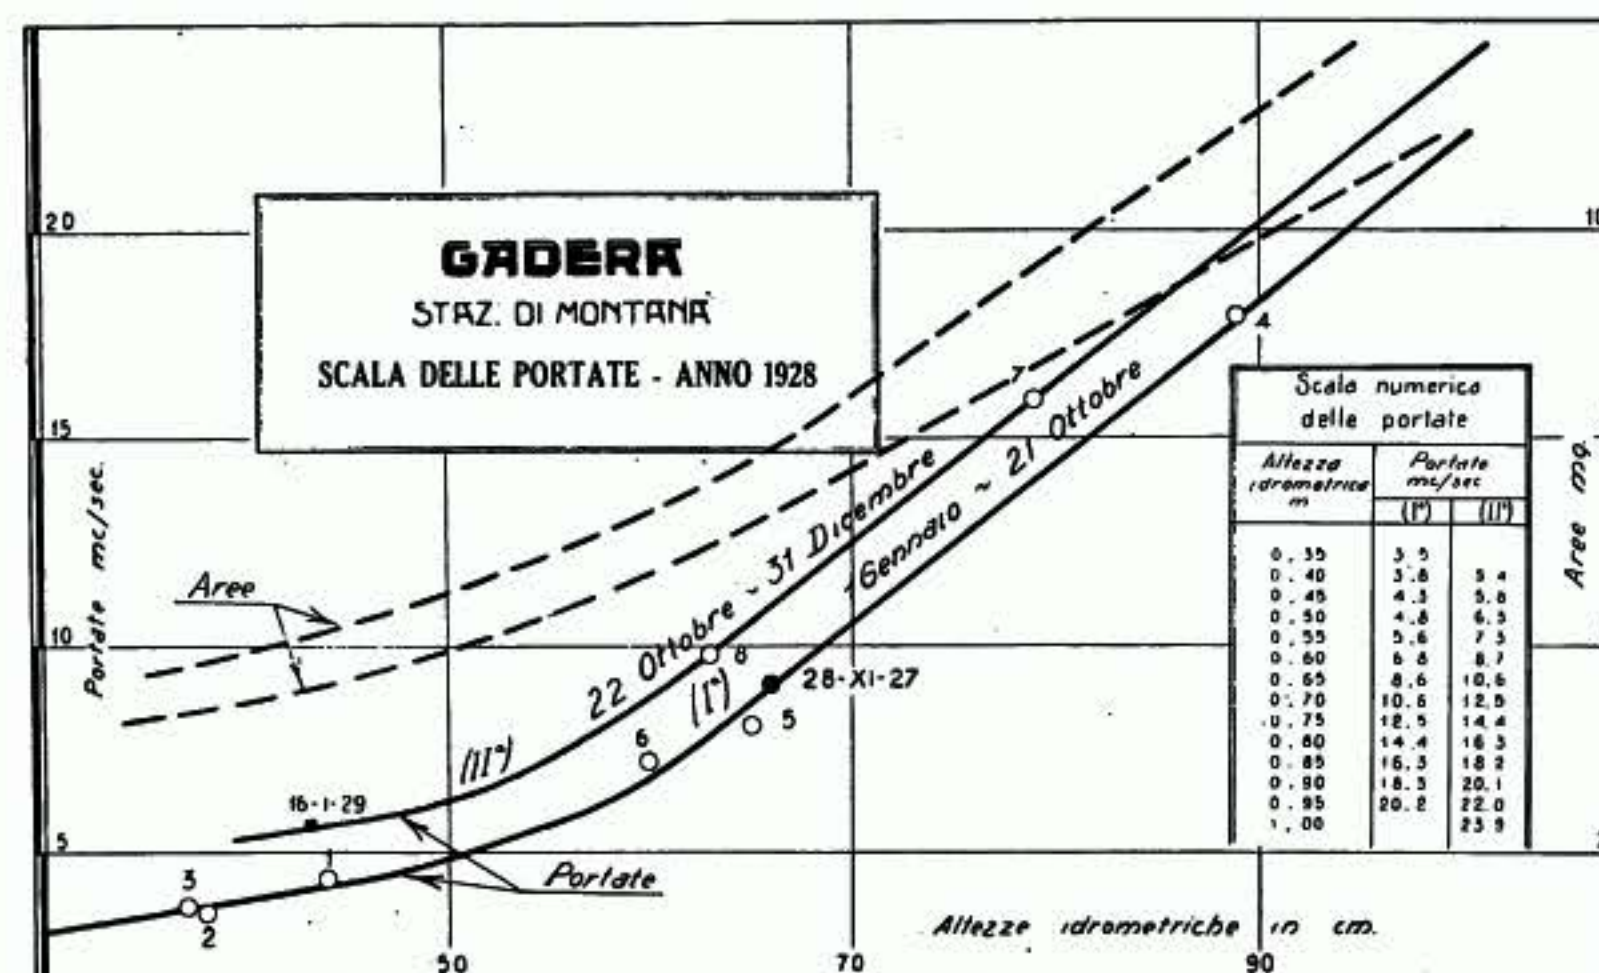 GADERA
STAZ. DI MONTANA
SCALA DELLE PORTATE - ANNO 1928
20
15
10
5
Portate mc/sec.
Aree
22 Ottobre ~ 31 Dicembre
Gennaio ~ 21 Ottobre
(II°)
(I°)
28-XI-27
16-1-29
1
2
3
4
5
6
7
8
Portate
Altezze idrometriche in cm.
50
70
90
10
Aree mq.
Scala numerica
delle portate
Altezza Portate
idrometrica mc/sec
m (I°) (II°)
0.35 3.5
0.40 3.8 5.4
0.45 4.3 5.8
0.50 4.8 6.5
0.55 5.6 7.5
0.60 6.8 8.7
0.65 8.6 10.6
0.70 10.6 12.5
0.75 12.5 14.4
0.80 14.4 16.3
0.85 16.3 18.2
0.90 18.3 20.1
0.95 20.2 22.0
1.00 23.9